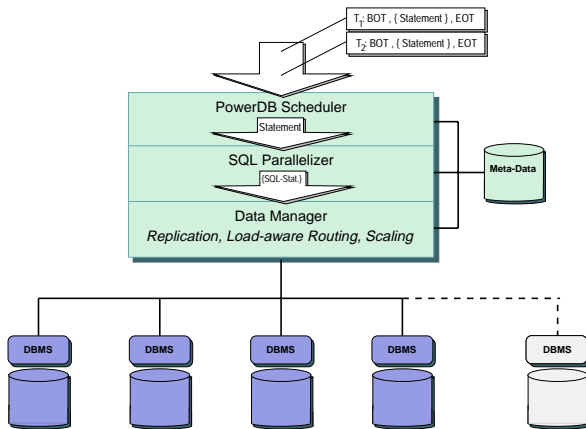 T1: BOT , { Statement } , EOT
T2: BOT , { Statement } , EOT
PowerDB Scheduler
Statement
SQL Parallelizer
{SQL-Stat.}
Data Manager
Replication, Load-aware Routing, Scaling
Meta-Data
DBMS DBMS DBMS DBMS DBMS